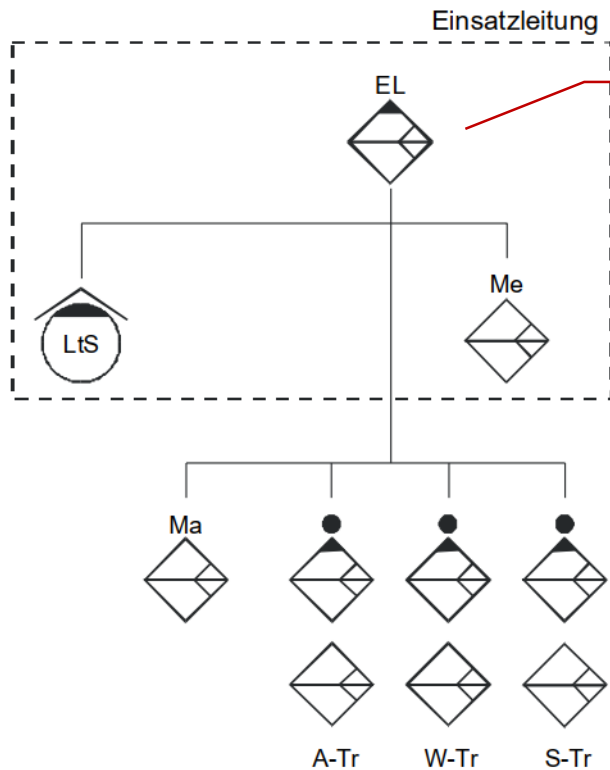 Einsatzleitung
EL
LtS
Me
Ma
A-Tr
W-Tr
S-Tr